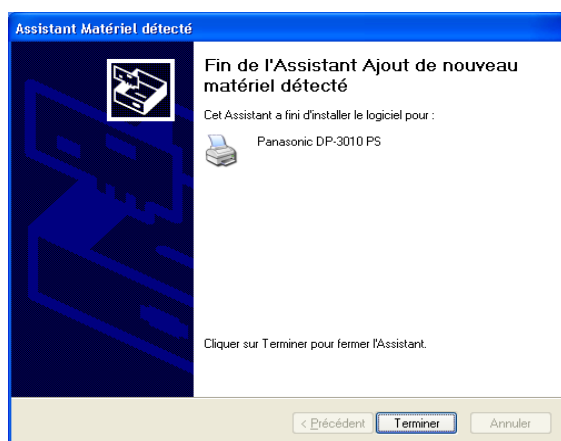 Assistant Matériel détecté
Fin de l'Assistant Ajout de nouveau
matériel détecté
Cet Assistant a fini d'installer le logiciel pour :
Panasonic DP-3010 PS
Cliquer sur Terminer pour fermer l'Assistant.
< Précédent
Terminer
Annuler